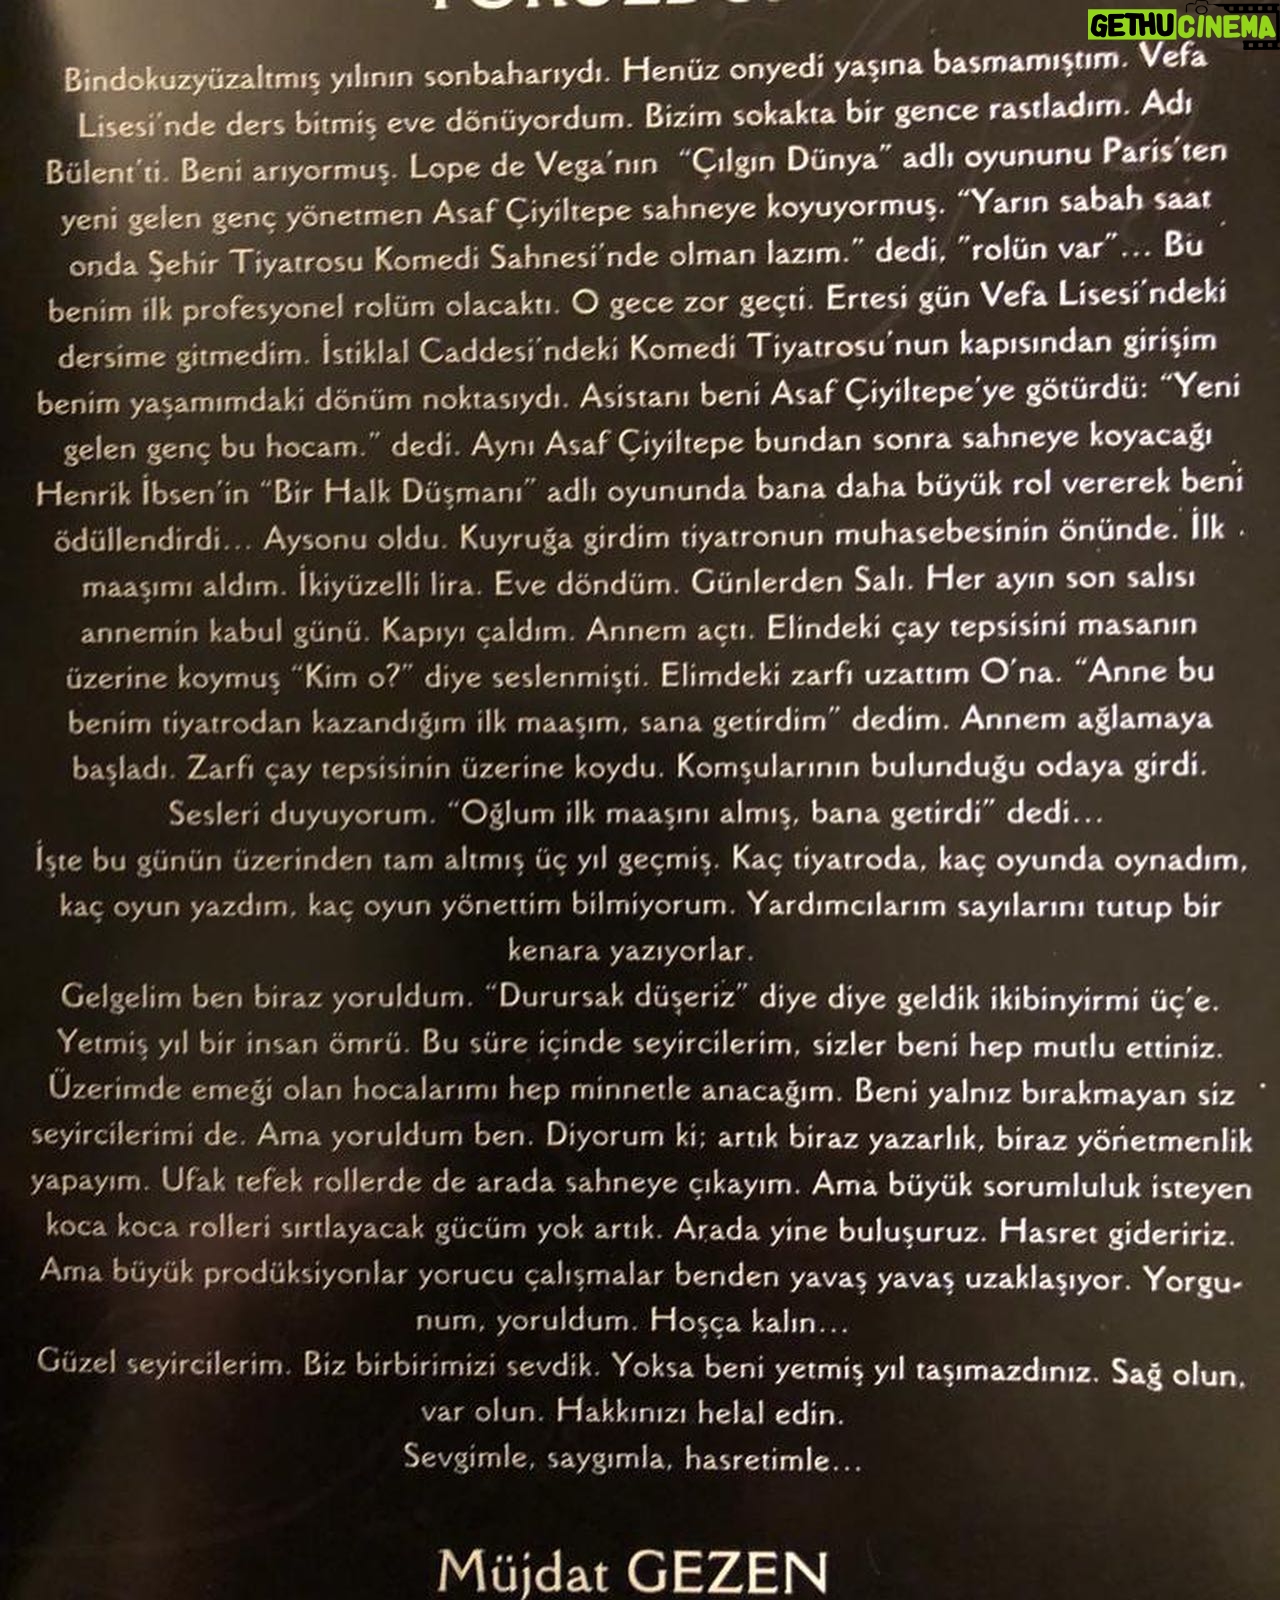 GETHUCINEMA
Bindokuzyüzaltmış yılının sonbaharıydı. Henüz onyedi yaşına basmamıştım. Vefa
Lisesi'nde ders bitmiş eve dönüyordum. Bizim sokakta bir gence rastladım. Adı
Bülent'ti. Beni arıyormuş. Lope de Vega'nın “Çılgın Dünya” adlı oyununu Paris'ten
yeni gelen genç yönetmen Asaf Çiyiltepe sahneye koyuyormuş. “Yarın sabah saat
onda Şehir Tiyatrosu Komedi Sahnesi'nde olman lazım.” dedi, ”rolün var”... Bu
benim ilk profesyonel rolüm olacaktı. O gece zor geçti. Ertesi gün Vefa Lisesi'ndeki
dersime gitmedim. İstiklal Caddesi'ndeki Komedi Tiyatrosu'nun kapısından girişim
benim yaşamımdaki dönüm noktasıydı. Asistanı beni Asaf Çiyiltepe'ye götürdü: “Yeni
gelen genç bu hocam.” dedi. Aynı Asaf Çiyiltepe bundan sonra sahneye koyacağı
Henrik İbsen'in “Bir Halk Düşmanı” adlı oyununda bana daha büyük rol vererek beni
ödüllendirdi... Aysonu oldu. Kuyruğa girdim tiyatronun muhasebesinin önünde. İlk
maaşımı aldım. İkiyüzelli lira. Eve döndüm. Günlerden Salı. Her ayın son salısı
annemin kabul günü. Kapıyı çaldım. Annem açtı. Elindeki çay tepsisini masanın
üzerine koymuş “Kim o?” diye seslenmişti. Elimdeki zarfı uzattım O'na. “Anne bu
benim tiyatrodan kazandığım ilk maaşım, sana getirdim” dedim. Annem ağlamaya
başladı. Zarfı çay tepsisinin üzerine koydu. Komşularının bulunduğu odaya girdi.
Sesleri duyuyorum. “Oğlum ilk maaşını almış, bana getirdi” dedi...
İşte bu günün üzerinden tam altmış üç yıl geçmiş. Kaç tiyatroda, kaç oyunda oynadım,
kaç oyun yazdım, kaç oyun yönettim bilmiyorum. Yardımcılarım sayılarını tutup bir
kenara yazıyorlar.
Gelgelim ben biraz yoruldum. “Durursak düşeriz” diye diye geldik ikibinyirmi üç'e.
Yetmiş yıl bir insan ömrü. Bu süre içinde seyircilerim, sizler beni hep mutlu ettiniz.
Üzerimde emeği olan hocalarımı hep minnetle anacağım. Beni yalnız bırakmayan siz
seyircilerimi de. Ama yoruldum ben. Diyorum ki; artık biraz yazarlık, biraz yönetmenlik
yapayım. Ufak tefek rollerde de arada sahneye çıkayım. Ama büyük sorumluluk isteyen
koca koca rolleri sırtlayacak gücüm yok artık. Arada yine buluşuruz. Hasret gideririz.
Ama büyük prodüksiyonlar yorucu çalışmalar benden yavaş yavaş uzaklaşıyor. Yorgu-
num, yoruldum. Hoşça kalın...
Güzel seyircilerim. Biz birbirimizi sevdik. Yoksa beni yetmiş yıl taşımazdınız. Sağ olun,
var olun. Hakkınızı helal edin.
Sevgimle, saygımla, hasretimle...
Müjdat GEZEN